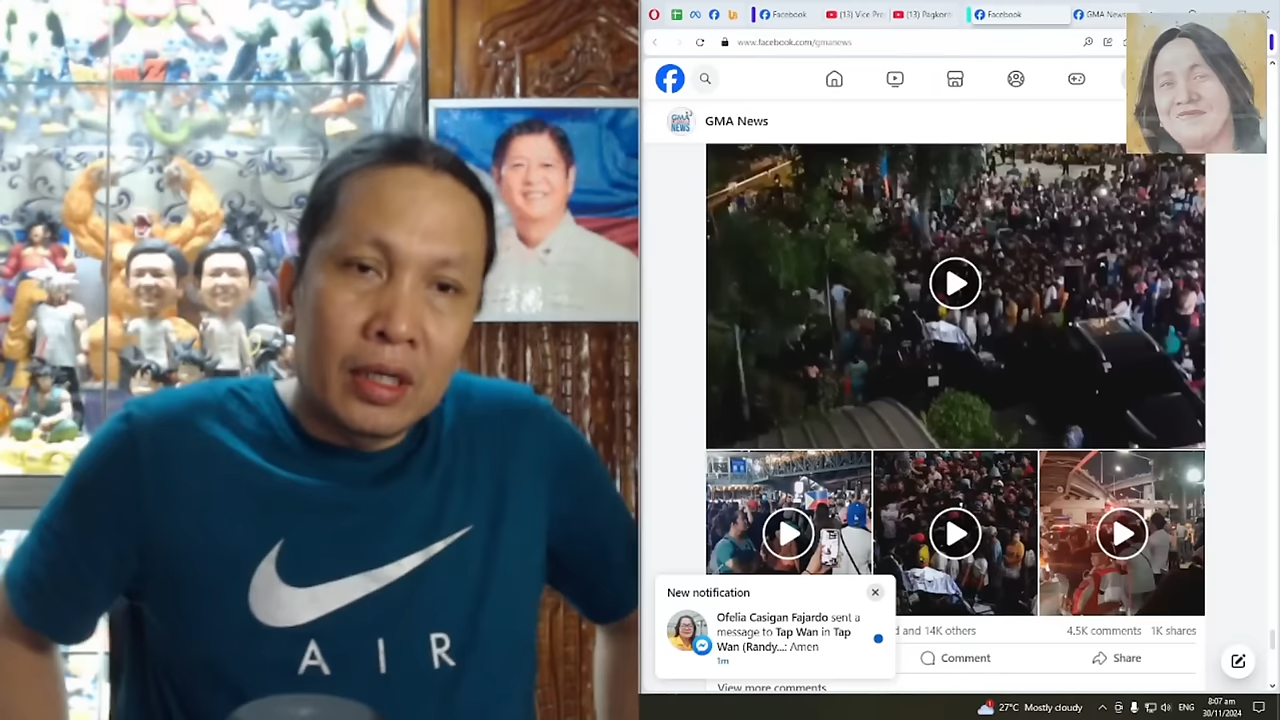 Facebook
(13) Vice Pre
(13) Pagkom
Facebook
GMA News
www.facebook.com/gmanews
GMA NEWS
GMA News
New notification
Ofelia Casigan Fajardo sent a
message to Tap Wan in Tap
Wan (Randy...: Amen
1m
d and 14K others
4.5K comments
1K shares
Comment
Share
View more comments
AIR
27°C Mostly cloudy
ENG
8:07 am
30/11/2024